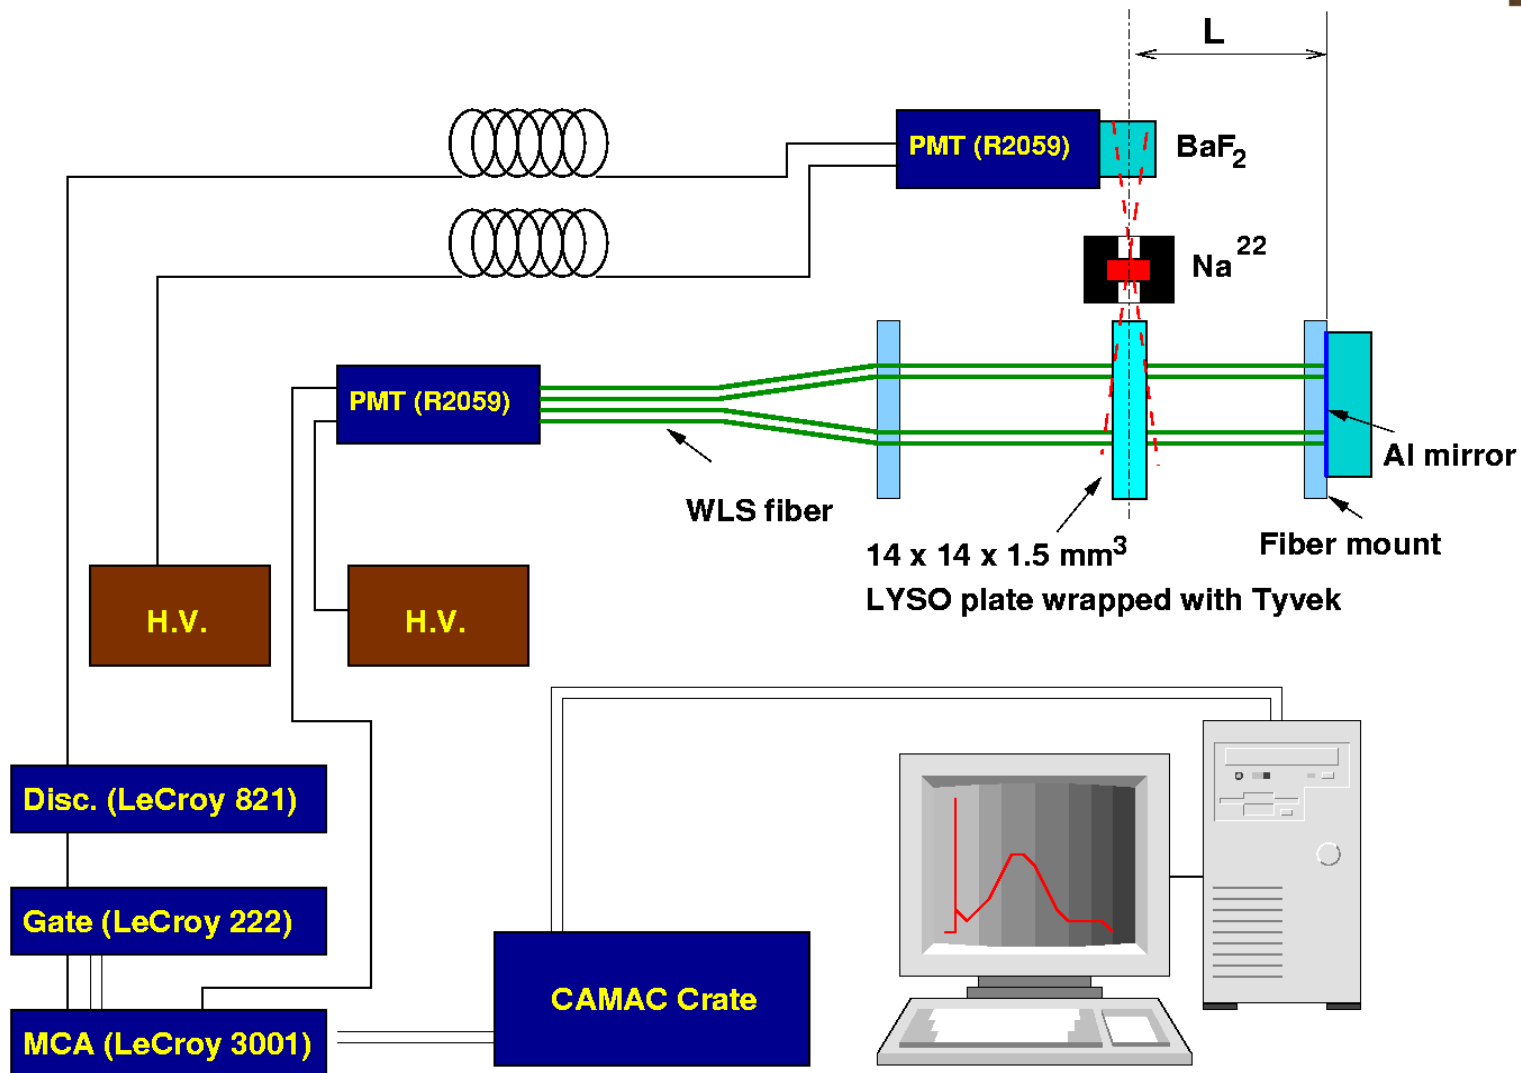 L
PMT (R2059)
BaF2
Na22
PMT (R2059)
Al mirror
WLS fiber
Fiber mount
14 x 14 x 1.5 mm3
LYSO plate wrapped with Tyvek
H.V.
H.V.
Disc. (LeCroy 821)
Gate (LeCroy 222)
CAMAC Crate
MCA (LeCroy 3001)